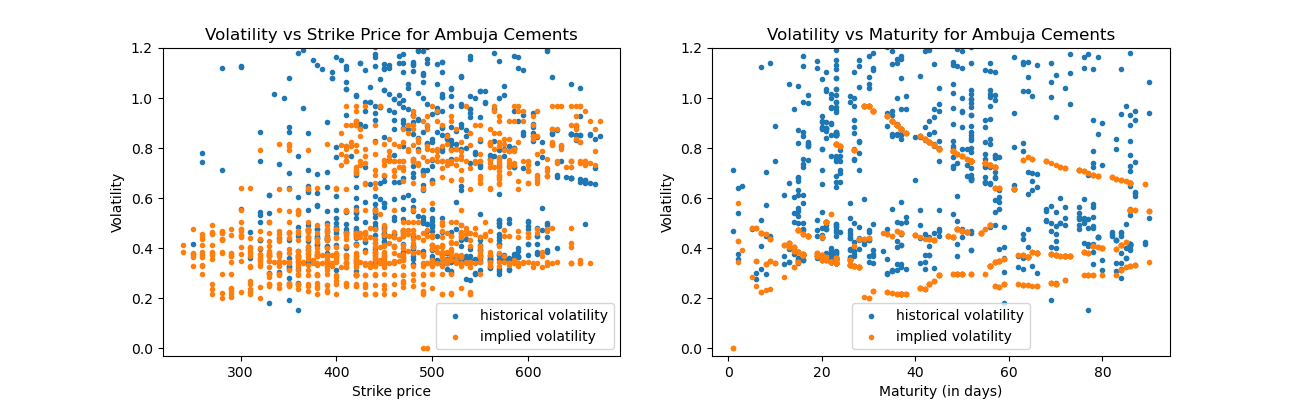 Volatility vs Strike Price for Ambuja Cements
Volatility
1.2
1.0
0.8
0.6
0.4
0.2
0.0
300 400 500 600
Strike price
historical volatility
implied volatility
Volatility vs Maturity for Ambuja Cements
Volatility
1.2
1.0
0.8
0.6
0.4
0.2
0.0
0 20 40 60 80
Maturity (in days)
historical volatility
implied volatility